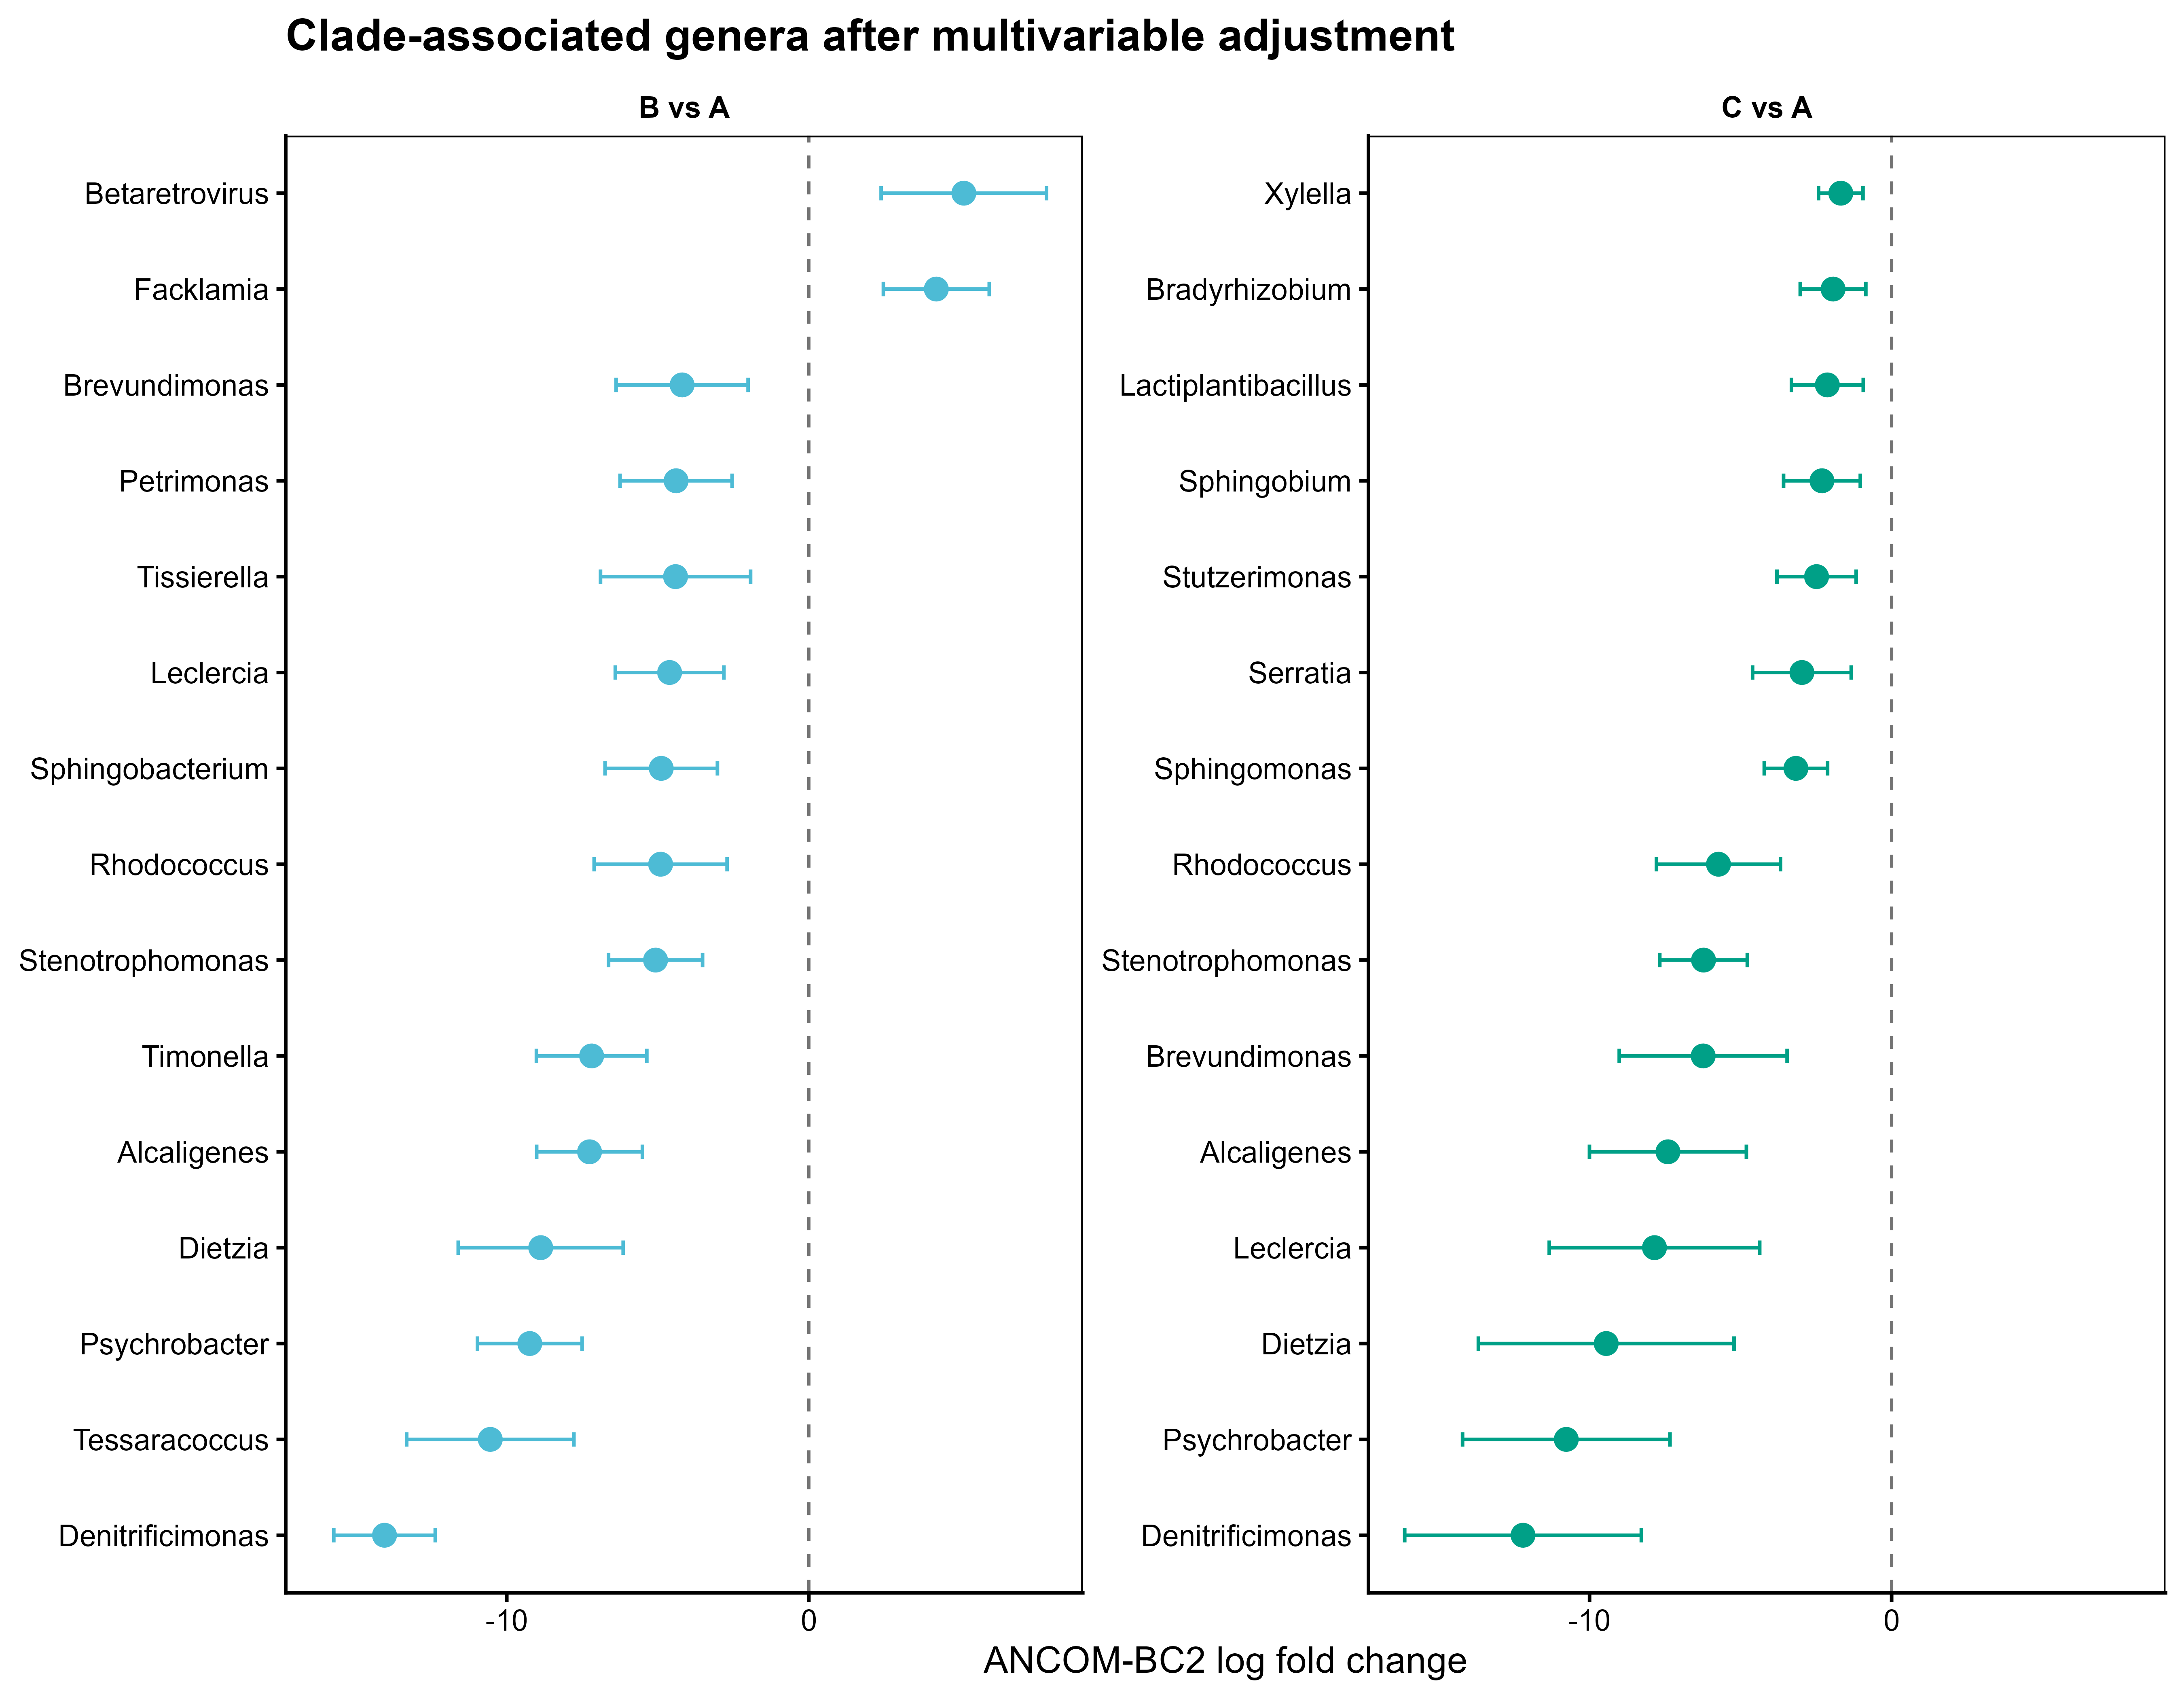 Clade-associated genera after multivariable adjustment
B vs A
Betaretrovirus
Facklamia
Brevundimonas
Petrimonas
Tissierella
Leclercia
Sphingobacterium
Rhodococcus
Stenotrophomonas
Timonella
Alcaligenes
Dietzia
Psychrobacter
Tessaracoccus
Denitrificimonas
-10
0
C vs A
Xylella
Bradyrhizobium
Lactiplantibacillus
Sphingobium
Stutzerimonas
Serratia
Sphingomonas
Rhodococcus
Stenotrophomonas
Brevundimonas
Alcaligenes
Leclercia
Dietzia
Psychrobacter
Denitrificimonas
-10
0
ANCOM-BC2 log fold change